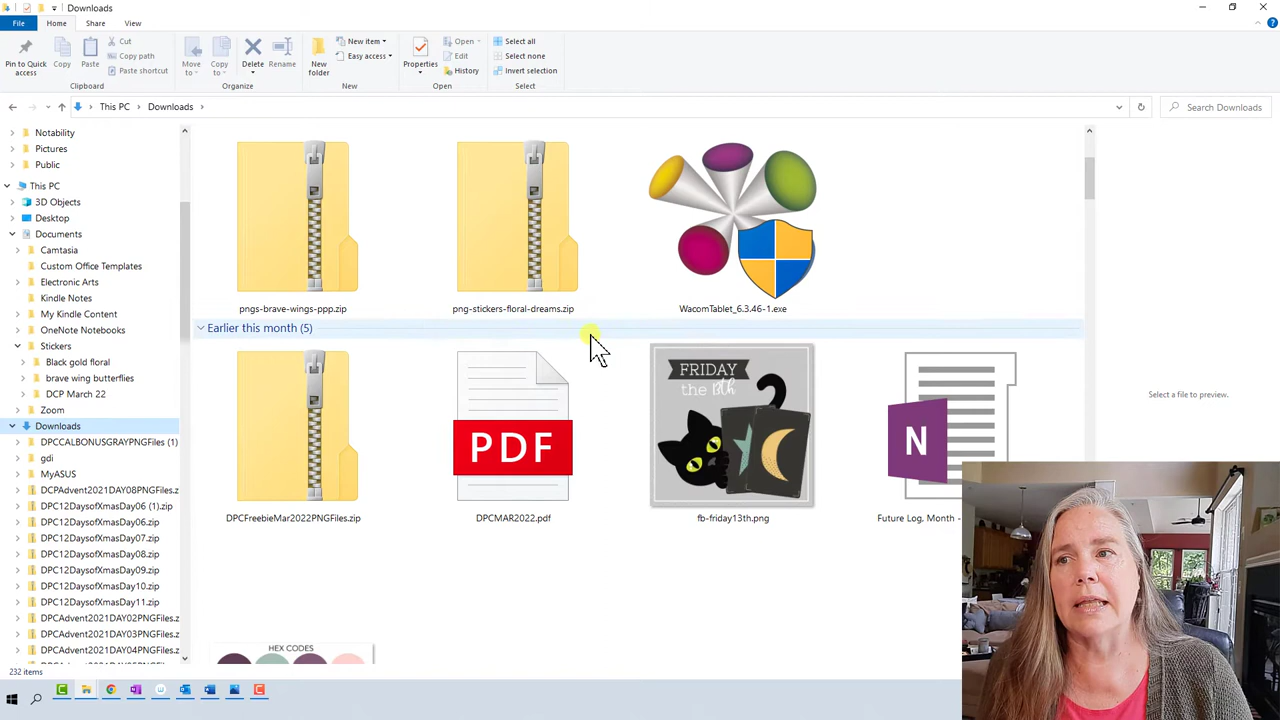 Downloads
File Home Share View
Pin to Quick access
Copy
Paste
Cut
Copy path
Paste shortcut
Clipboard
Move to
Copy to
Delete
Rename
Organize
New folder
New item
Easy access
New
Properties
Open
Edit
History
Open
Select all
Select none
Invert selection
Select
This PC
Downloads
Search Downloads
Notability
Pictures
Public
This PC
3D Objects
Desktop
Documents
Camtasia
Custom Office Templates
Electronic Arts
Kindle Notes
My Kindle Content
OneNote Notebooks
Stickers
Black gold floral
brave wing butterflies
DCP March 22
Zoom
Downloads
DPCCALBONUSGRAYPNGFiles (1)
gdi
MyASUS
DCPAdvent2021DAY08PNGFiles.z
DPC12DaysofXmasDay06 (1).zip
DPC12DaysofXmasDay06.zip
DPC12DaysofXmasDay07.zip
DPC12DaysofXmasDay08.zip
DPC12DaysofXmasDay09.zip
DPC12DaysofXmasDay10.zip
DPC12DaysofXmasDay11.zip
DPCAdvent2021DAY02PNGFiles.z
DPCAdvent2021DAY03PNGFiles.z
DPCAdvent2021DAY04PNGFiles.z
232 items
pngs-brave-wings-ppp.zip
png-stickers-floral-dreams.zip
WacomTablet_6.3.46-1.exe
Earlier this month (5)
PDF
FRIDAY
the 13th
N
DPCFreebieMar2022PNGFiles.zip
DPCMAR2022.pdf
fb-friday13th.png
Future Log. Month -
HEX CODES
Select a file to preview.